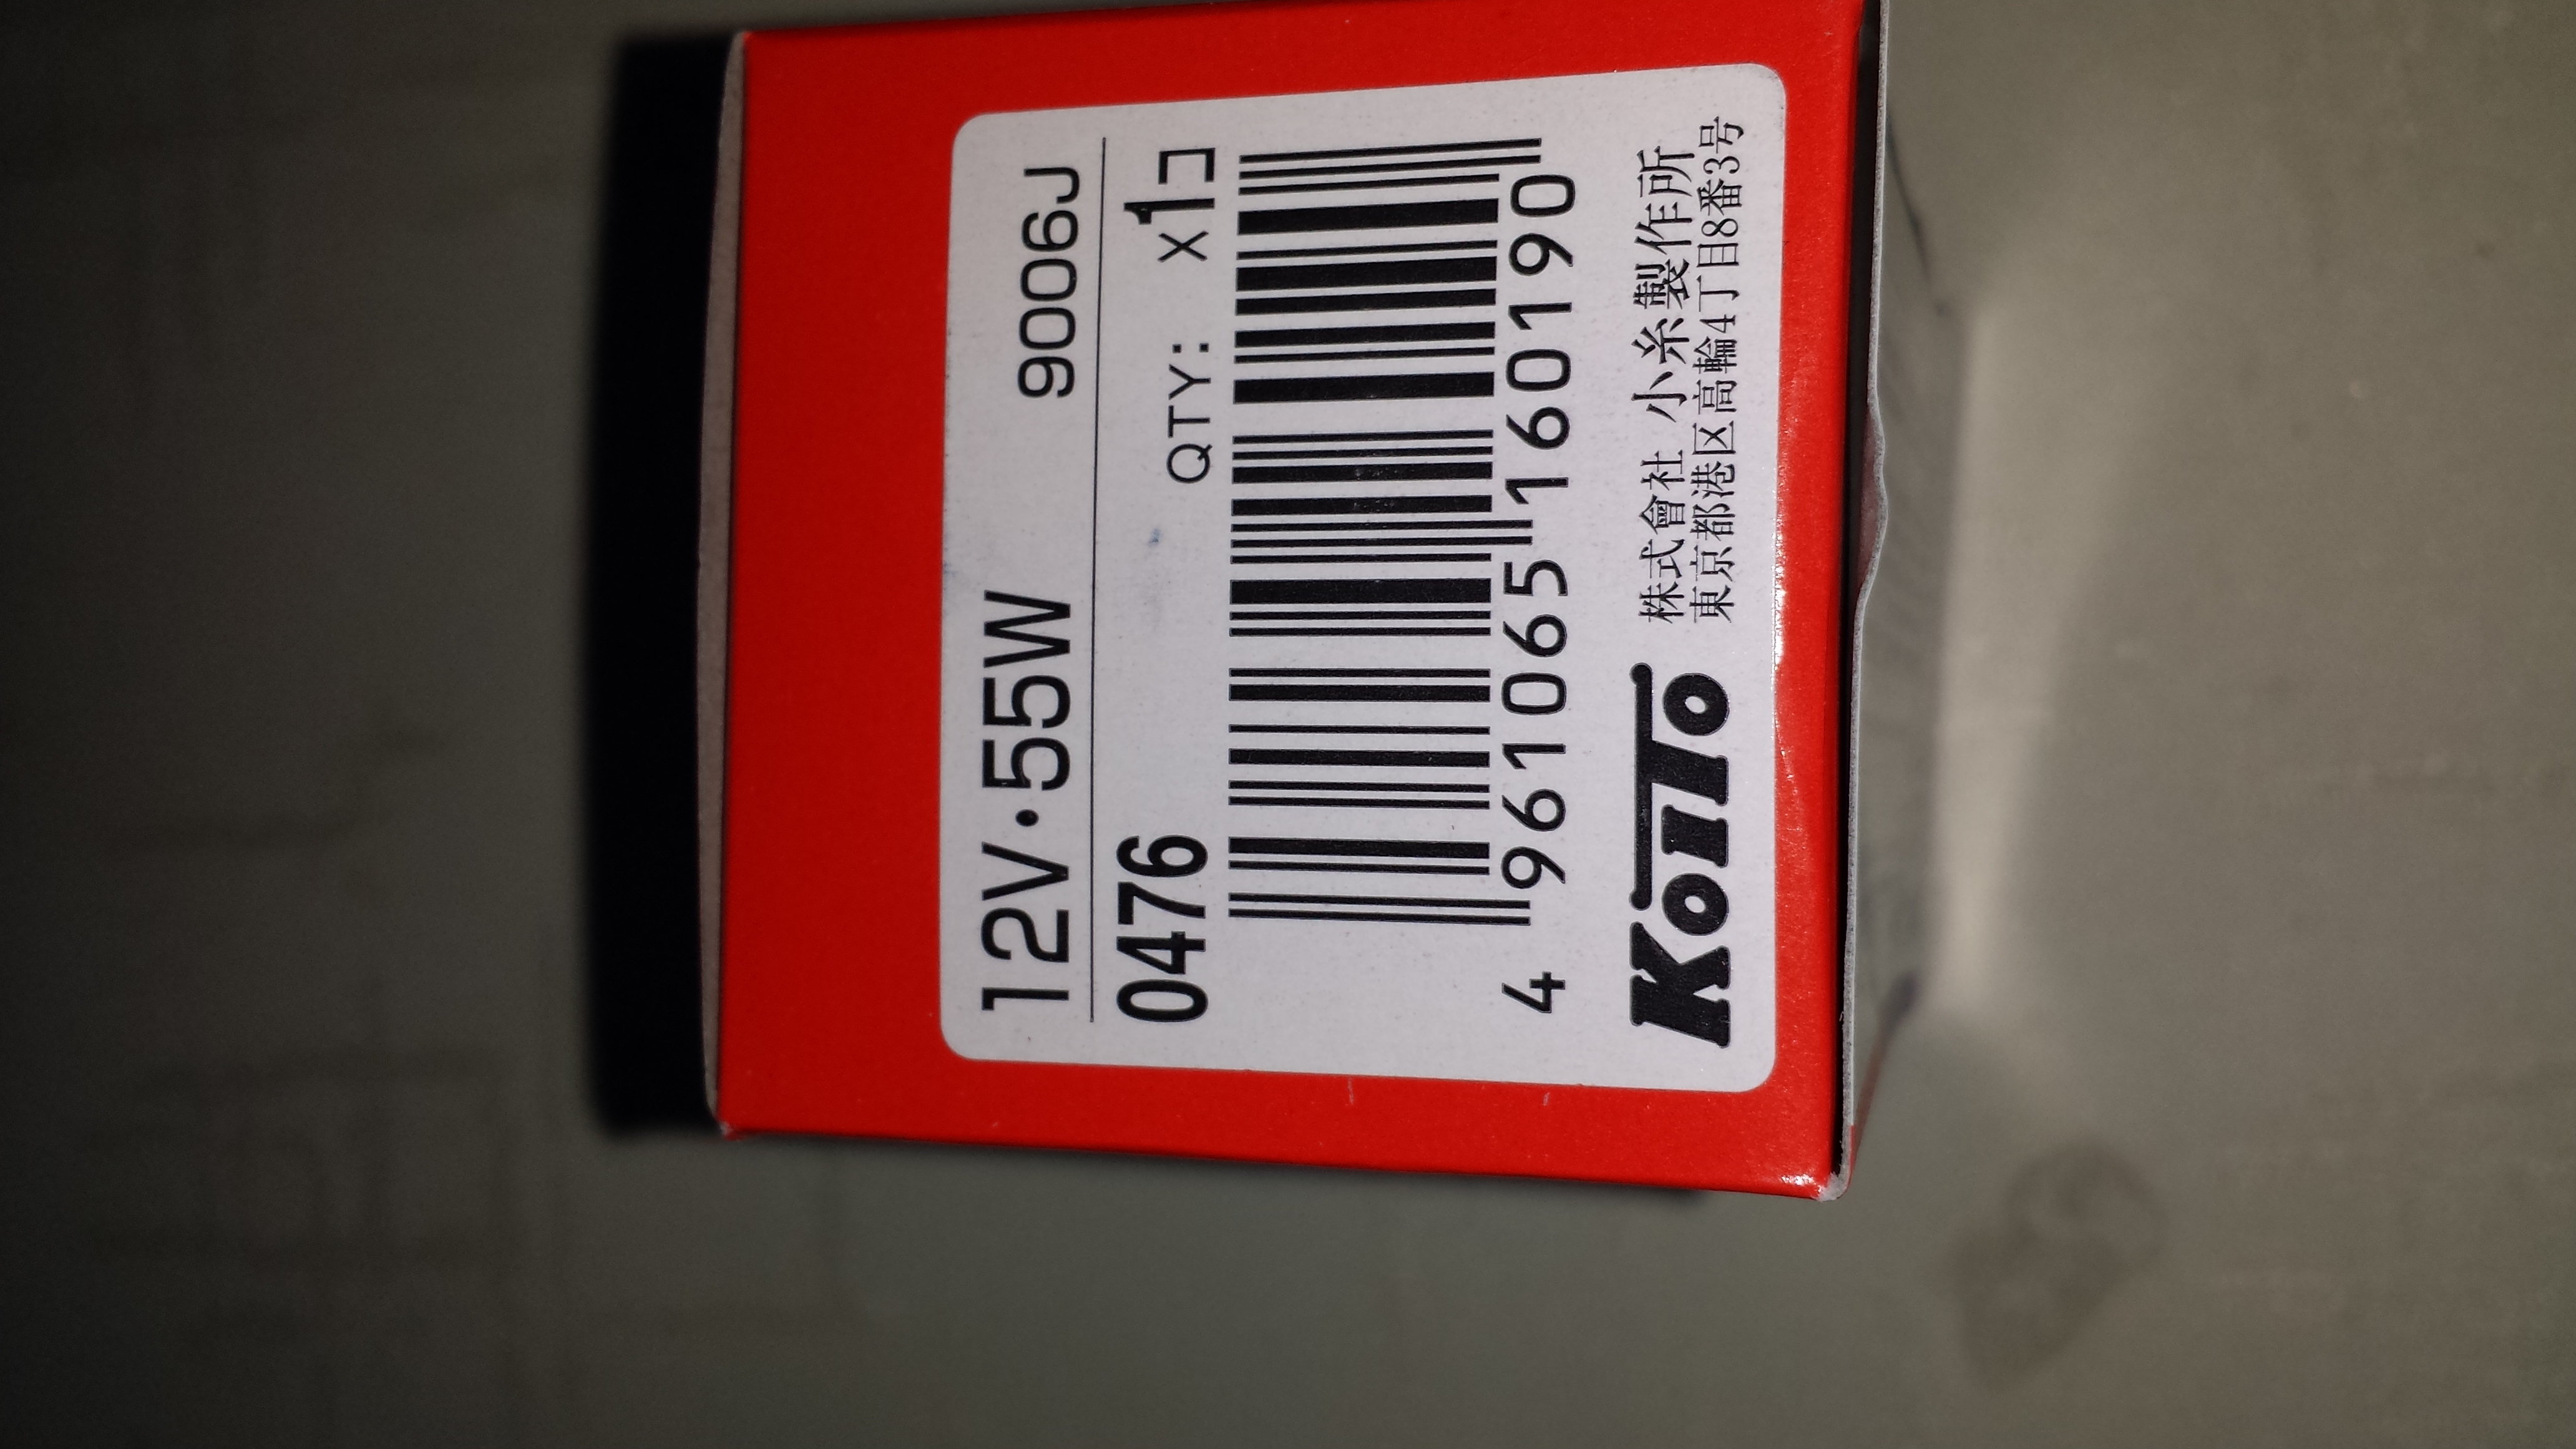 12V・55W 9006J
0476 QTY: x1コ
4 961065 160190
KOITO 株式會社 小糸製作所
東京都港区高輪4丁目8番3号